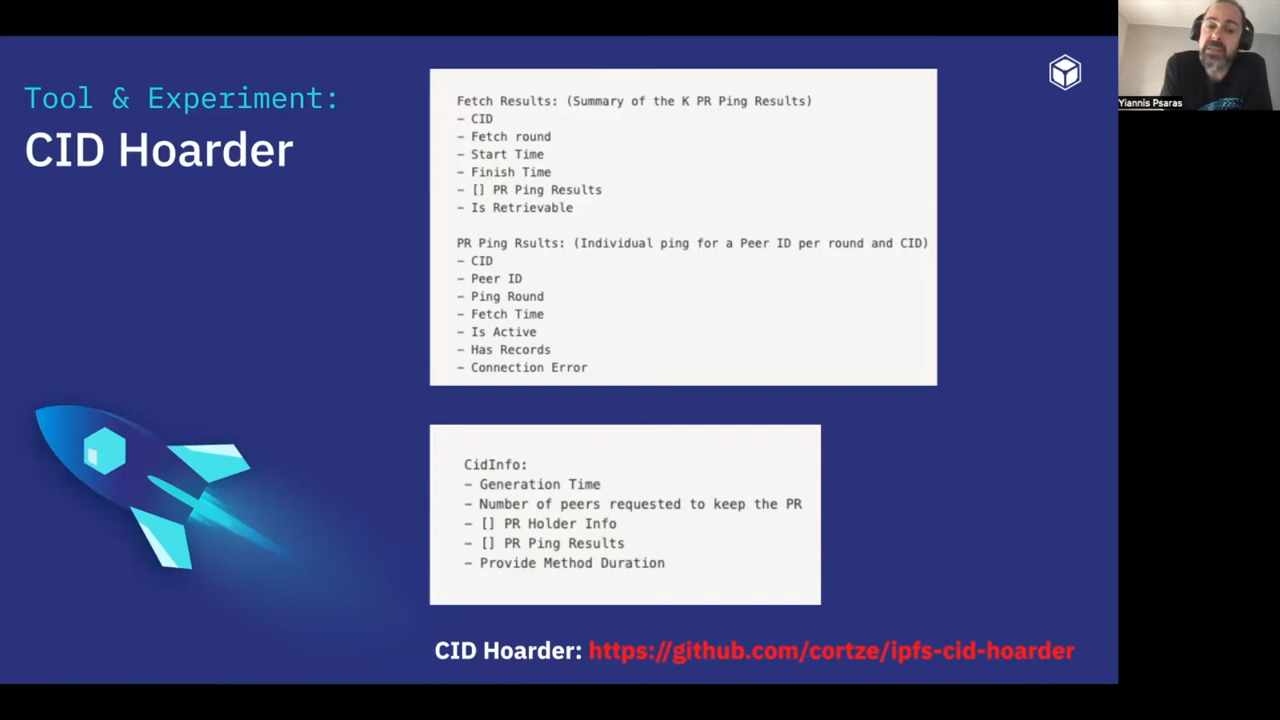 Tool & Experiment:
CID Hoarder
Fetch Results: (Summary of the K PR Ping Results)
- CID
- Fetch round
- Start Time
- Finish Time
- [] PR Ping Results
- Is Retrievable
PR Ping Rsults: (Individual ping for a Peer ID per round and CID)
- CID
- Peer ID
- Ping Round
- Fetch Time
- Is Active
- Has Records
- Connection Error
CidInfo:
- Generation Time
- Number of peers requested to keep the PR
- [] PR Holder Info
- [] PR Ping Results
- Provide Method Duration
CID Hoarder: https://github.com/cortze/ipfs-cid-hoarder
Yiannis Psaras